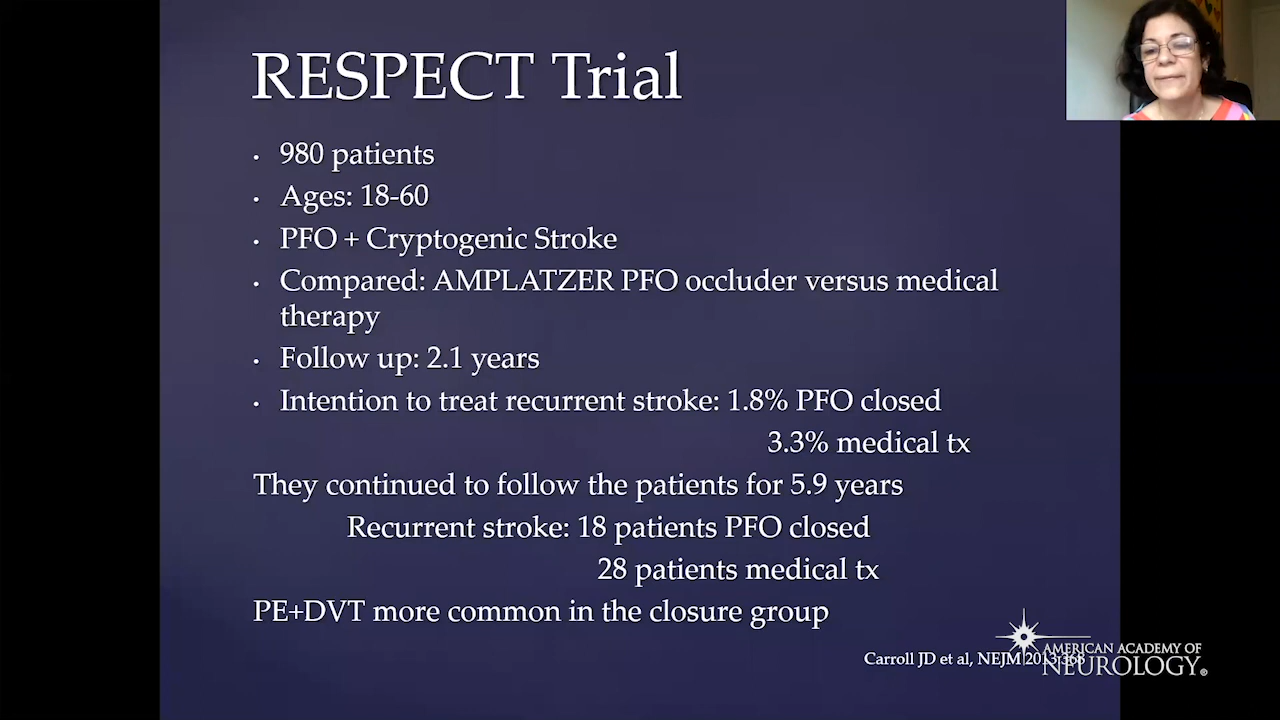 RESPECT Trial
• 980 patients
• Ages: 18-60
• PFO + Cryptogenic Stroke
• Compared: AMPLATZER PFO occluder versus medical
therapy
• Follow up: 2.1 years
• Intention to treat recurrent stroke: 1.8% PFO closed
3.3% medical tx
They continued to follow the patients for 5.9 years
Recurrent stroke: 18 patients PFO closed
28 patients medical tx
PE+DVT more common in the closure group
Carroll JD et al, NEJM 2013
AMERICAN ACADEMY OF
NEUROLOGY.